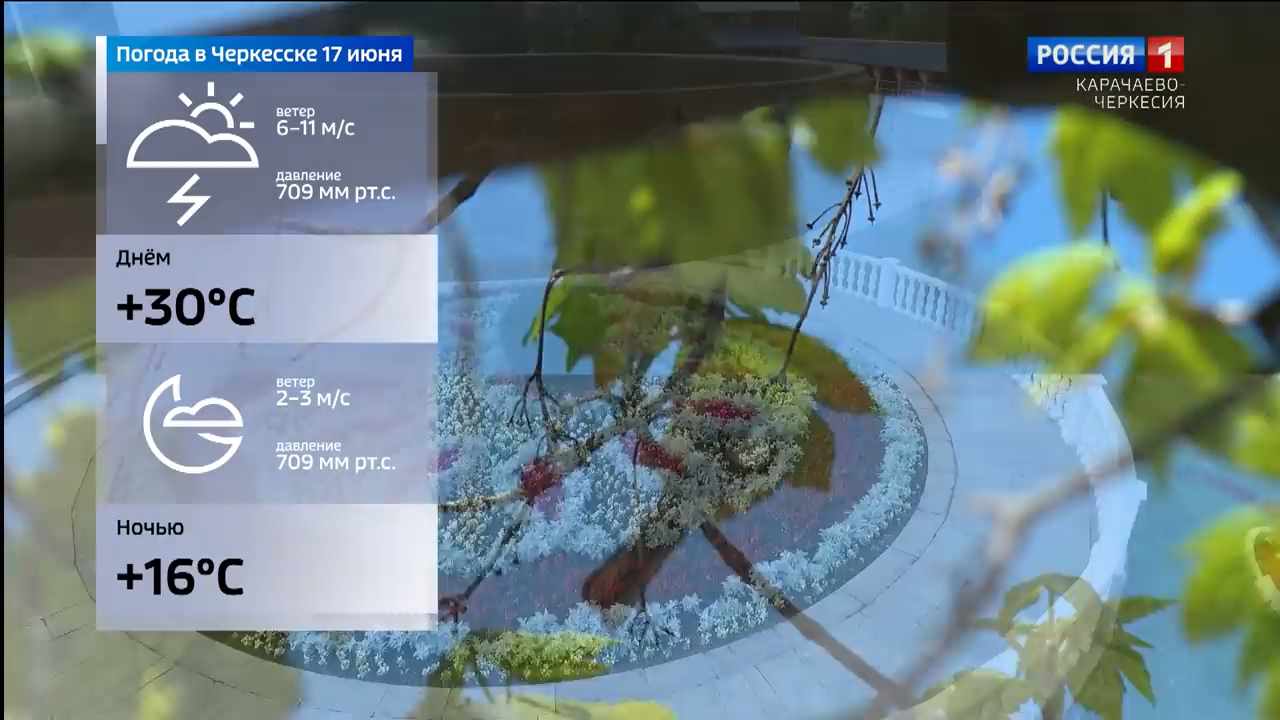 Погода в Черкесске 17 июня
РОССИЯ 1
КАРАЧАЕВО-
ЧЕРКЕСИЯ
ветер
6–11 м/с
давление
709 мм рт.с.
Днём
+30°C
ветер
2–3 м/с
давление
709 мм рт.с.
Ночью
+16°C